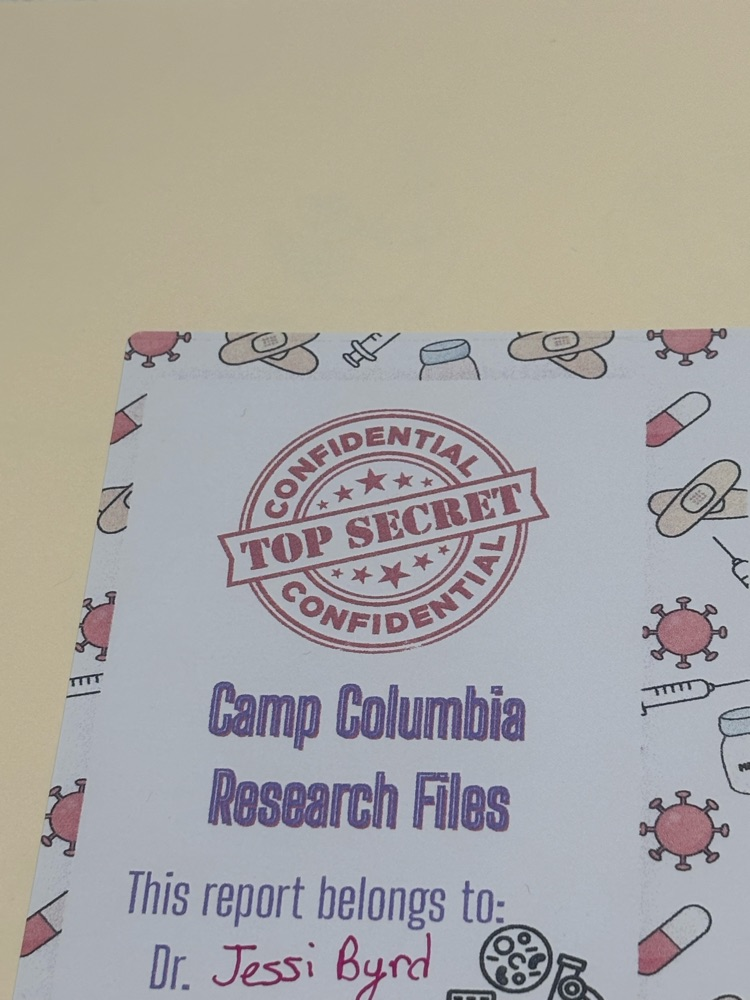 CONFIDENTIAL
TOP SECRET
CONFIDENTIAL
Camp Columbia
Research Files
This report belongs to:
Dr. Jessi Byrd